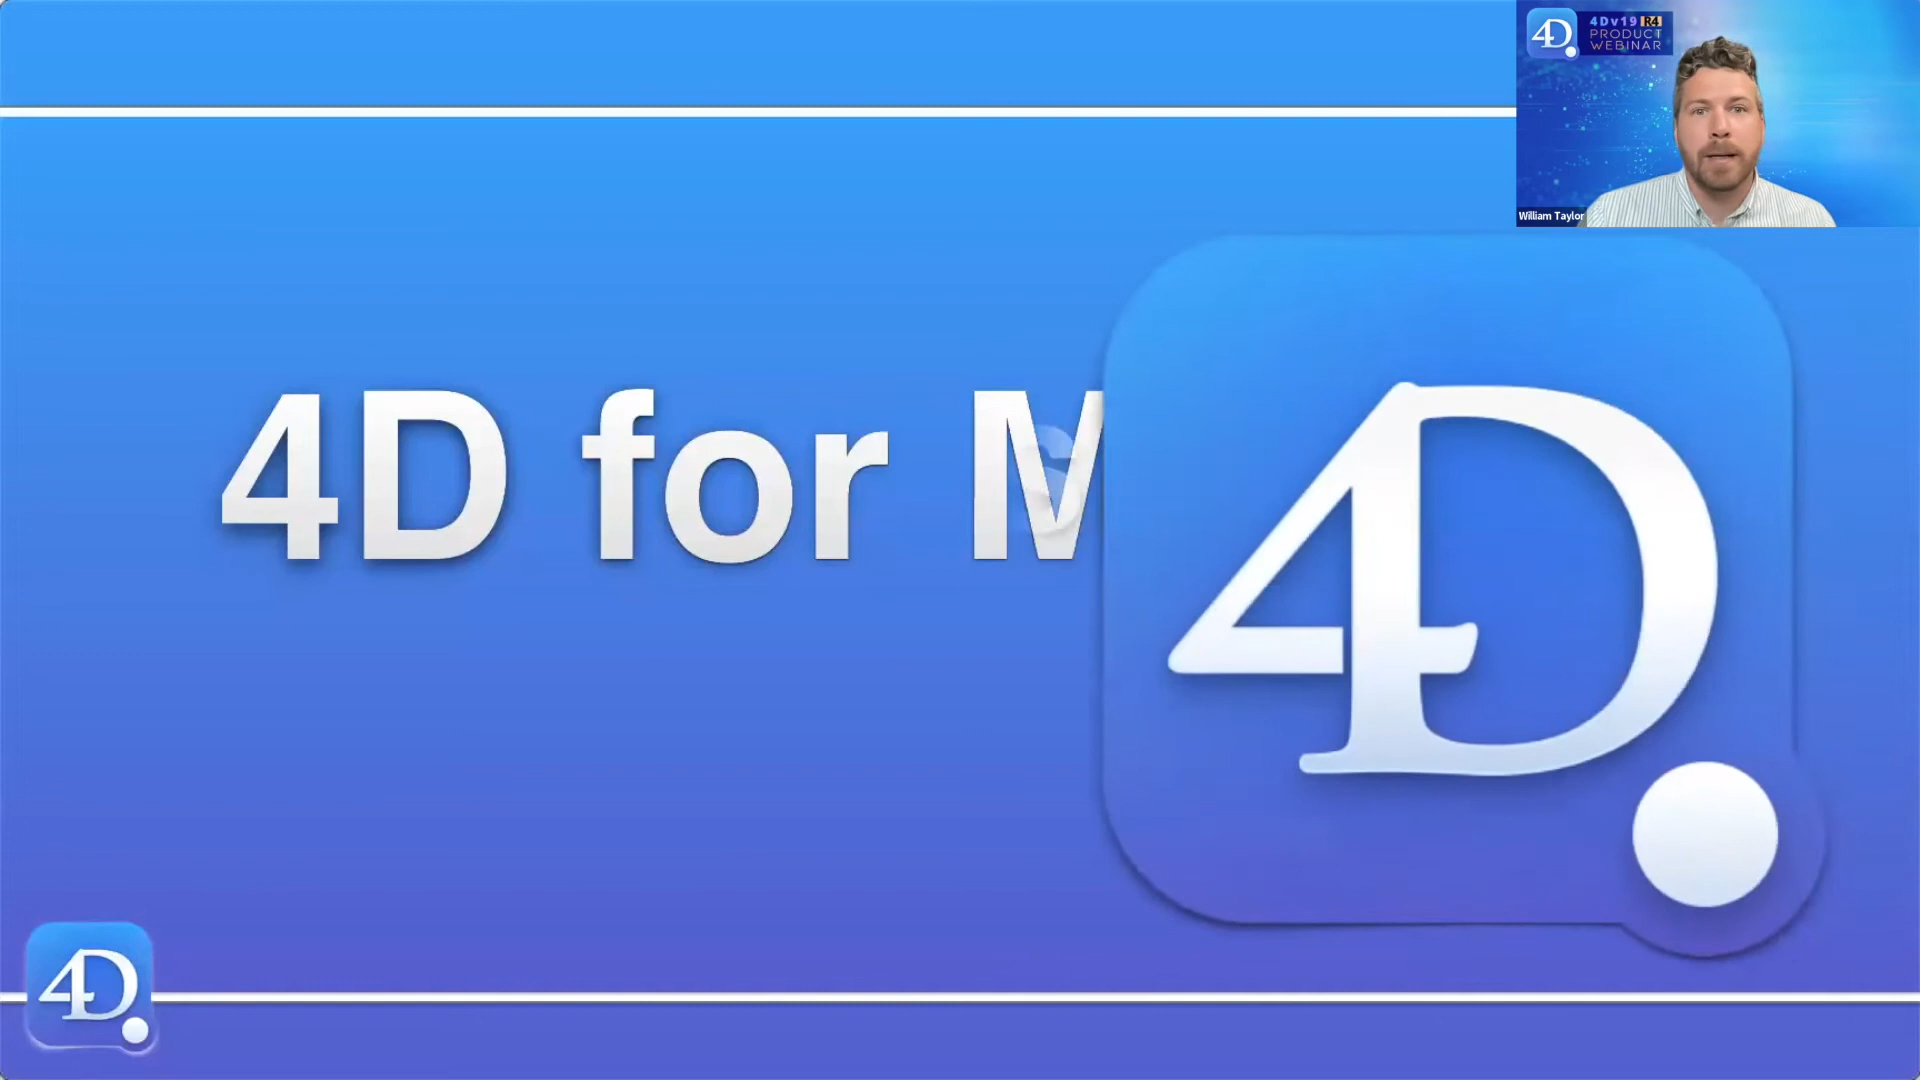 4D
4Dv19 R4
PRODUCT
WEBINAR
William Taylor
4D for M
4D
4D